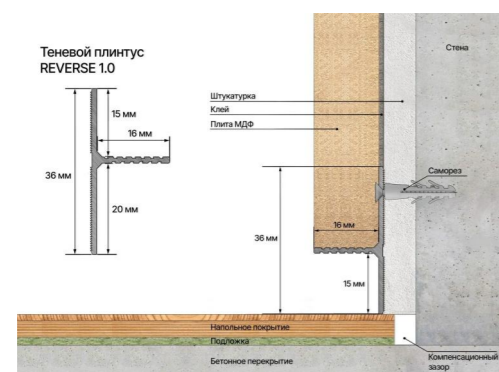 Теневой плинтус
REVERSE 1.0
15 мм
16 мм
36 мм
20 мм
Стена
Штукатурка
Клей
Плита МДФ
Саморез
16 мм
36 мм
15 мм
Напольное покрытие
Подложка
Бетонное перекрытие
Компенсационный
зазор